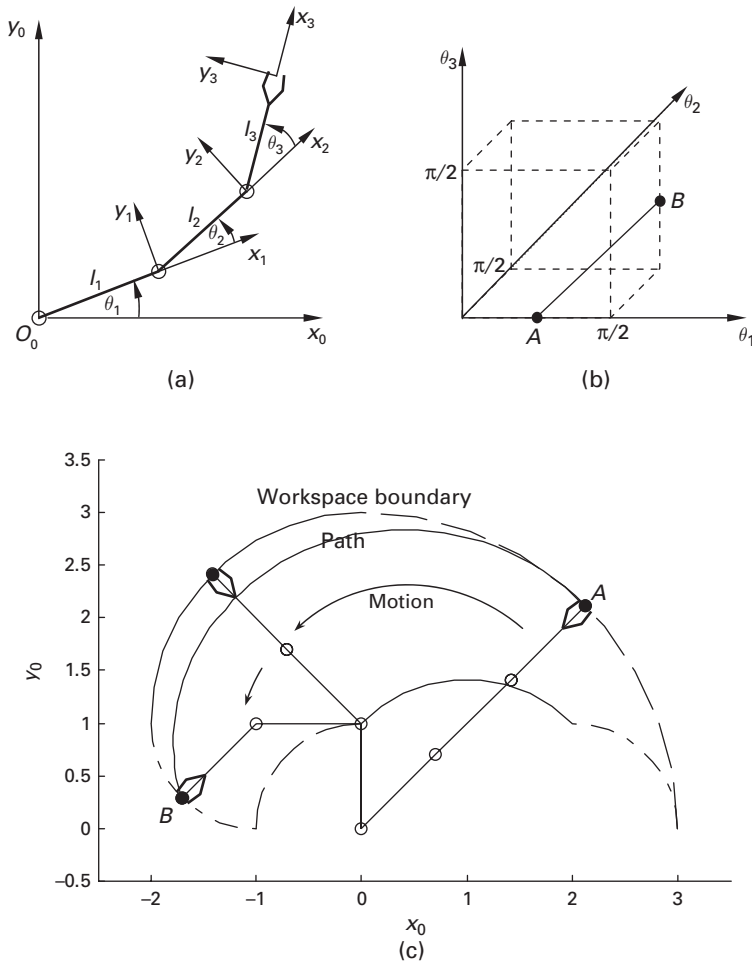 y0
x3
y3
l3
θ3
x2
y2
y1
l2
θ2
x1
l1
θ1
O0
x0
(a)
θ3
θ2
π/2
B
π/2
A
π/2
θ1
(b)
3.5
3
2.5
2
1.5
1
0.5
0
−0.5
y0
Workspace boundary
Path
A
Motion
B
−2
−1
0
1
2
3
x0
(c)